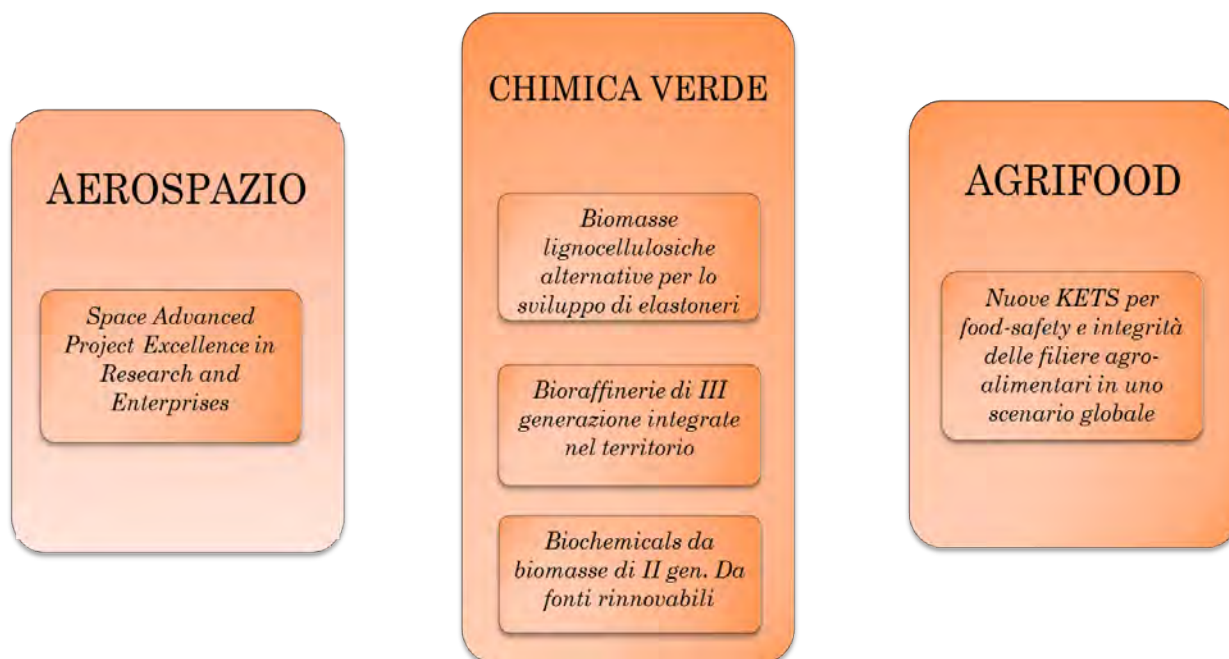 AEROSPAZIO
Space Advanced
Project Excellence in
Research and
Enterprises
CHIMICA VERDE
Biomasse
lignocellulosiche
alternative per lo
sviluppo di elastoneri
Bioraffinerie di III
generazione integrate
nel territorio
Biochemicals da
biomasse di II gen. Da
fonti rinnovabili
AGRIFOOD
Nuove KETS per
food-safety e integrità
delle filiere agro-
alimentari in uno
scenario globale